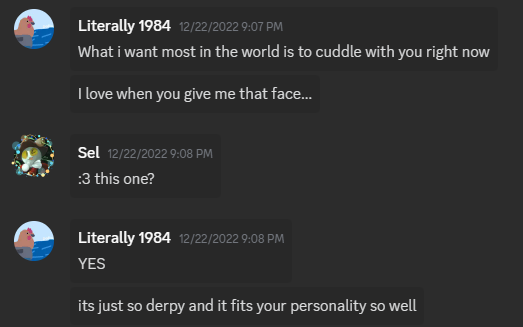 Literally 1984 12/22/2022 9:07 PM
What i want most in the world is to cuddle with you right now
I love when you give me that face...
Sel 12/22/2022 9:08 PM
:3 this one?
Literally 1984 12/22/2022 9:08 PM
YES
its just so derpy and it fits your personality so well